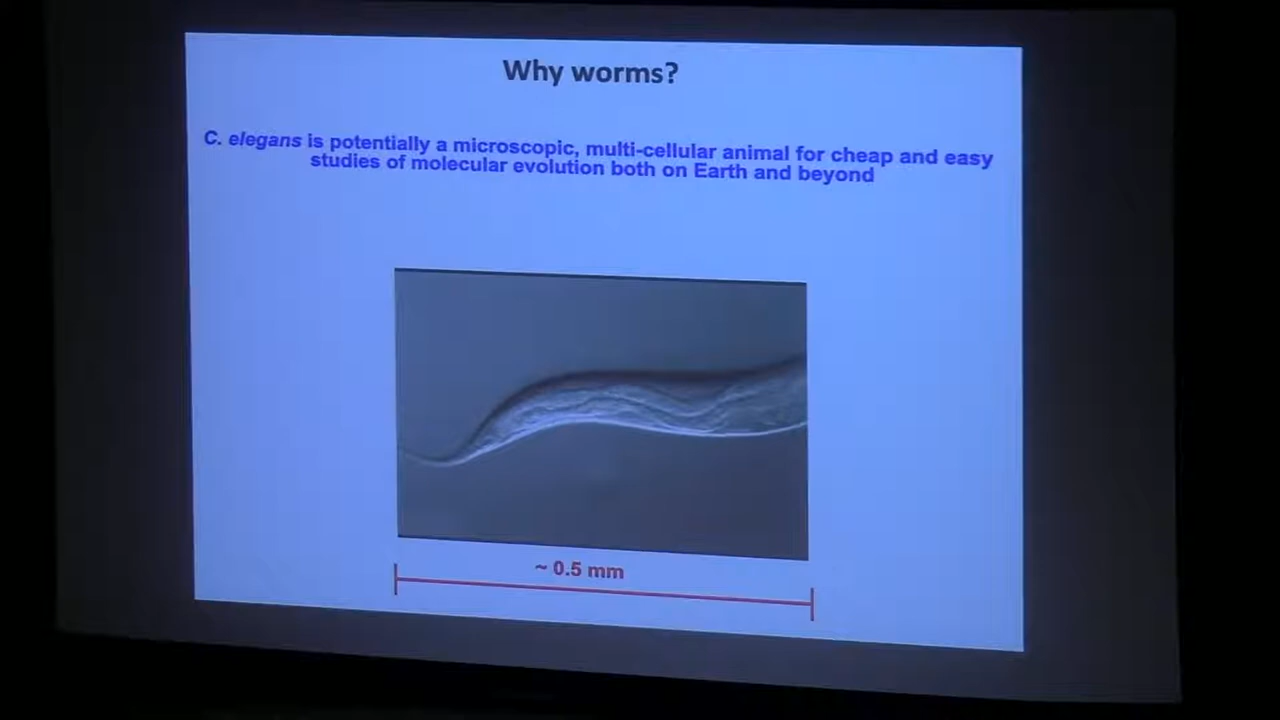 Why worms?
C. elegans is potentially a microscopic, multi-cellular animal for cheap and easy
studies of molecular evolution both on Earth and beyond
~ 0.5 mm